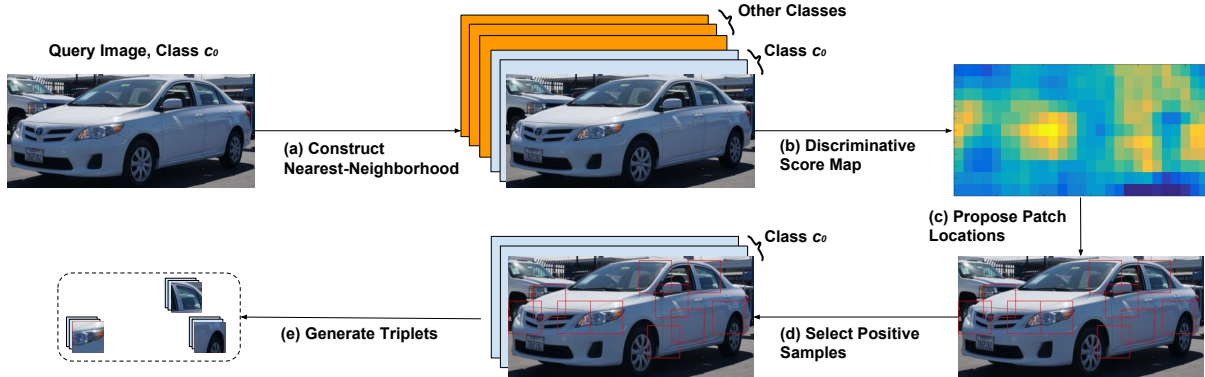 Other Classes
Query Image, Class c₀
Class c₀
(a) Construct
Nearest-Neighborhood
(b) Discriminative
Score Map
(c) Propose Patch
Locations
Class c₀
(e) Generate Triplets
(d) Select Positive
Samples